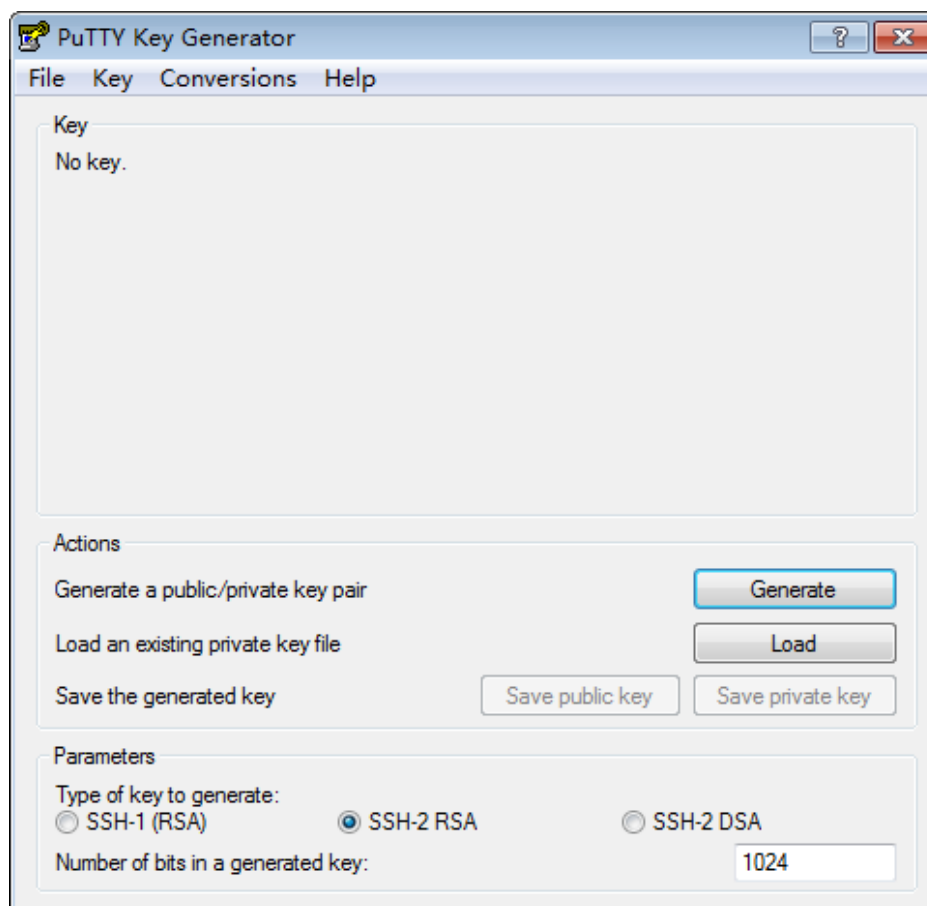 PuTTY Key Generator
File Key Conversions Help
Key
No key.
Actions
Generate a public/private key pair
Generate
Load an existing private key file
Load
Save the generated key
Save public key
Save private key
Parameters
Type of key to generate:
SSH-1 (RSA)
SSH-2 RSA
SSH-2 DSA
Number of bits in a generated key:
1024